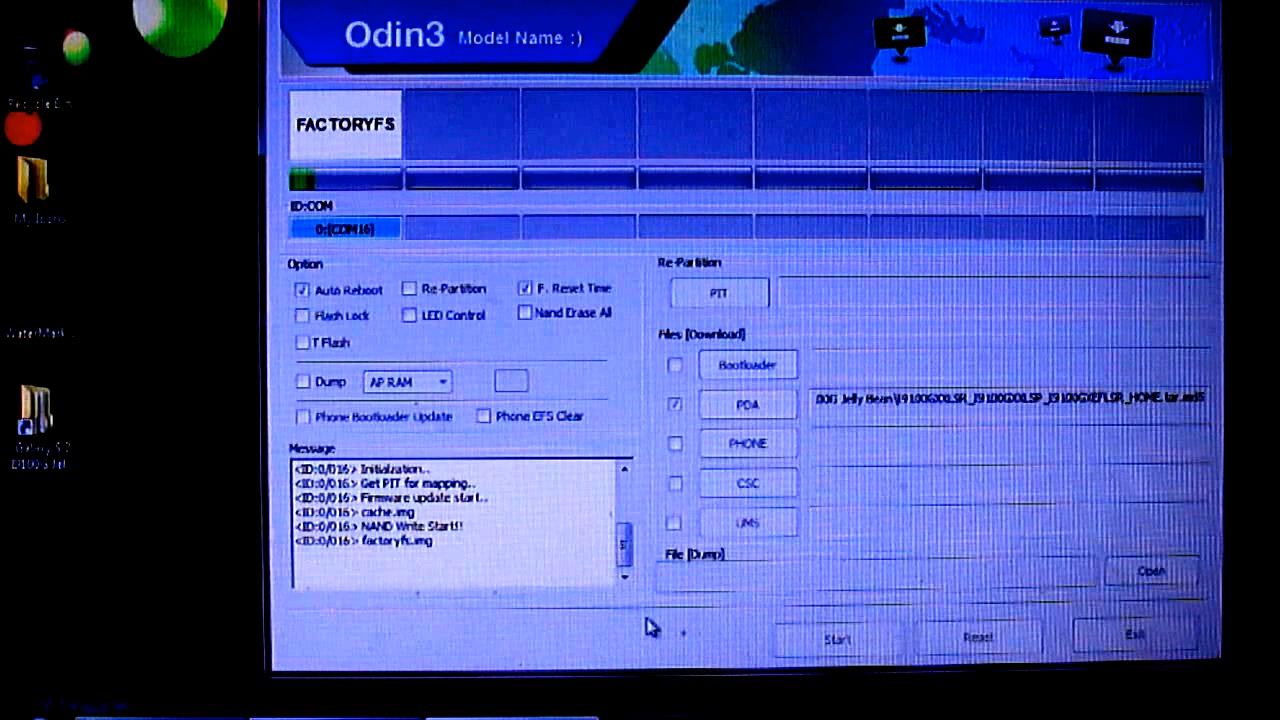 Odin3 Model Name :)
FACTORYFS
ID:COM
0:[COM16]
Option
Auto Reboot
Re-Partition
F. Reset Time
Flash Lock
LED Control
Nand Erase All
T Flash
Dump
AP RAM
Phone Bootloader Update
Phone EFS Clear
Message
<ID:0/016> Initialzation..
<ID:0/016> Get PIT for mapping..
<ID:0/016> Firmware update start..
<ID:0/016> cache.img
<ID:0/016> NAND Write Start!!
<ID:0/016> factoryfs.img
Re-Partition
PIT
Files [Download]
Bootloader
PDA
PHONE
CSC
UMS
File [Dump]
Open
Start
Reset
Exit
Recycle Bin